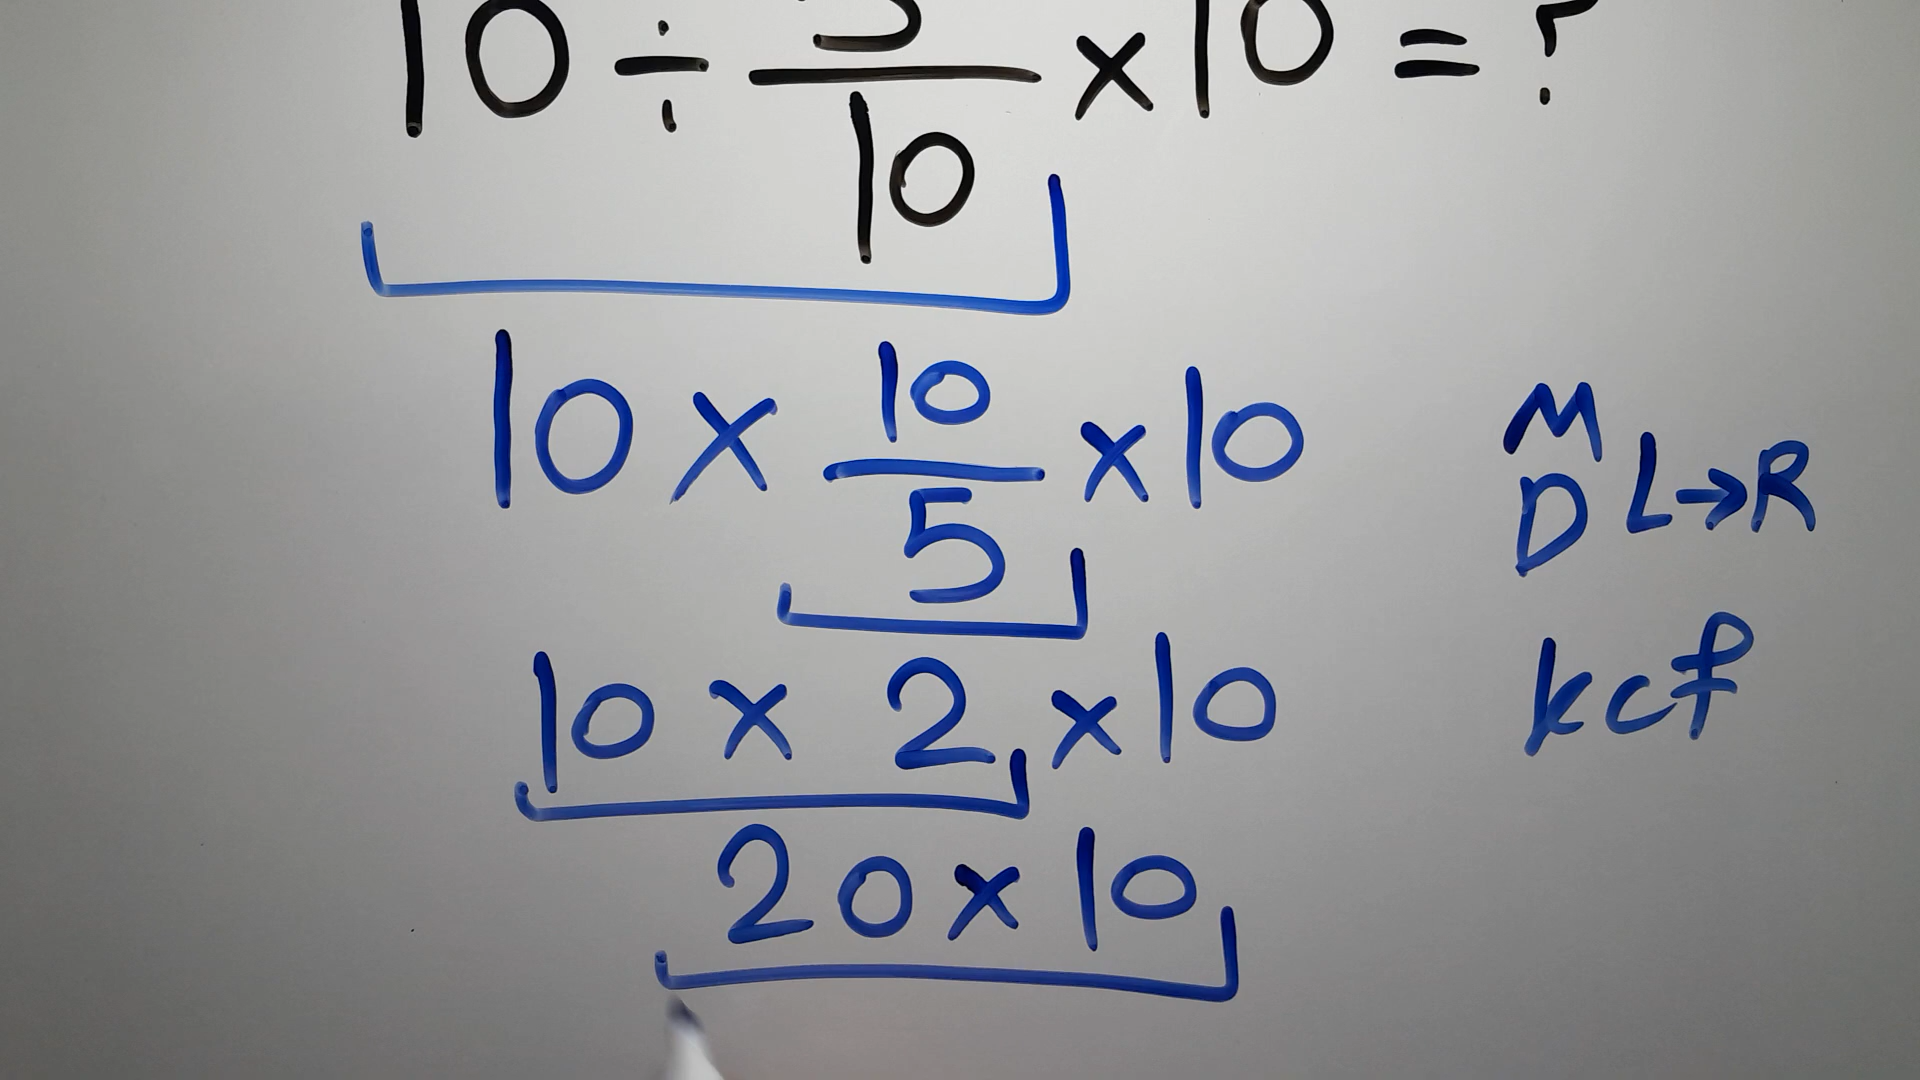 10 ÷ 5/10 × 10 = ?
10 × 10/5 × 10
M
D L→R
10 × 2 × 10
kcf
20 × 10